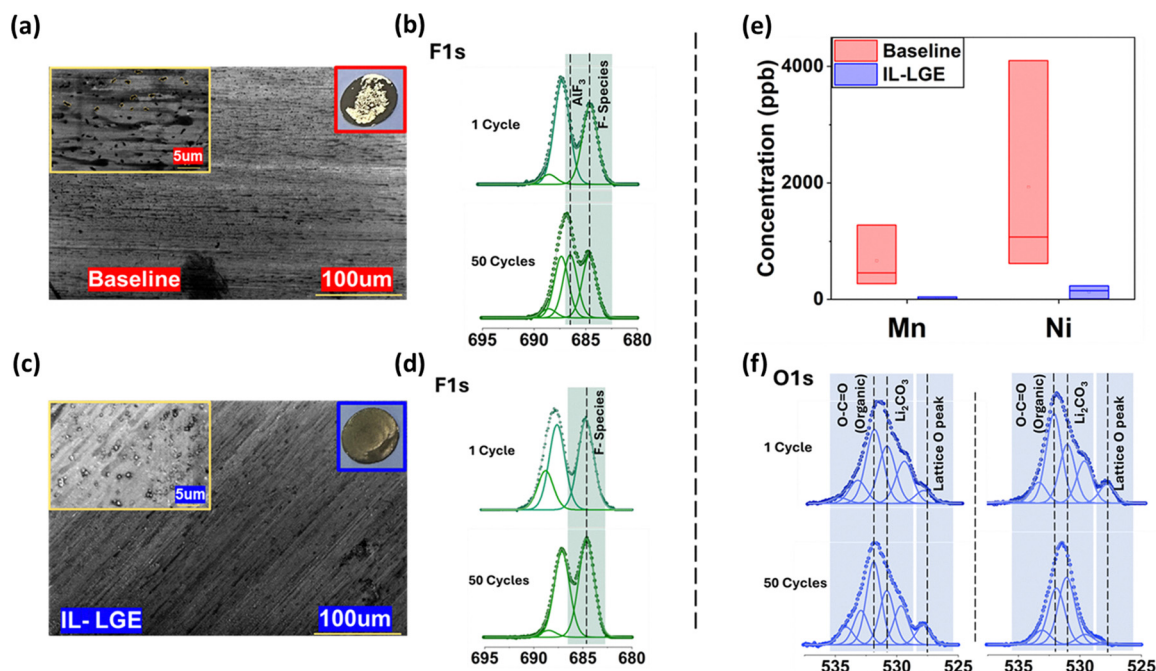 (a)
5um
Baseline
100um
(b)
F1s
AlF3
F- Species
1 Cycle
50 Cycles
695 690 685 680
(c)
5um
IL- LGE
100um
(d)
F1s
F- Species
1 Cycle
50 Cycles
695 690 685 680
(e)
Baseline
IL-LGE
Concentration (ppb)
4000
2000
0
Mn Ni
(f)
O1s
O-C=O
(Organic)
Li2CO3
Lattice O peak
O-C=O
(Organic)
Li2CO3
Lattice O peak
1 Cycle
50 Cycles
535 530 525
535 530 525